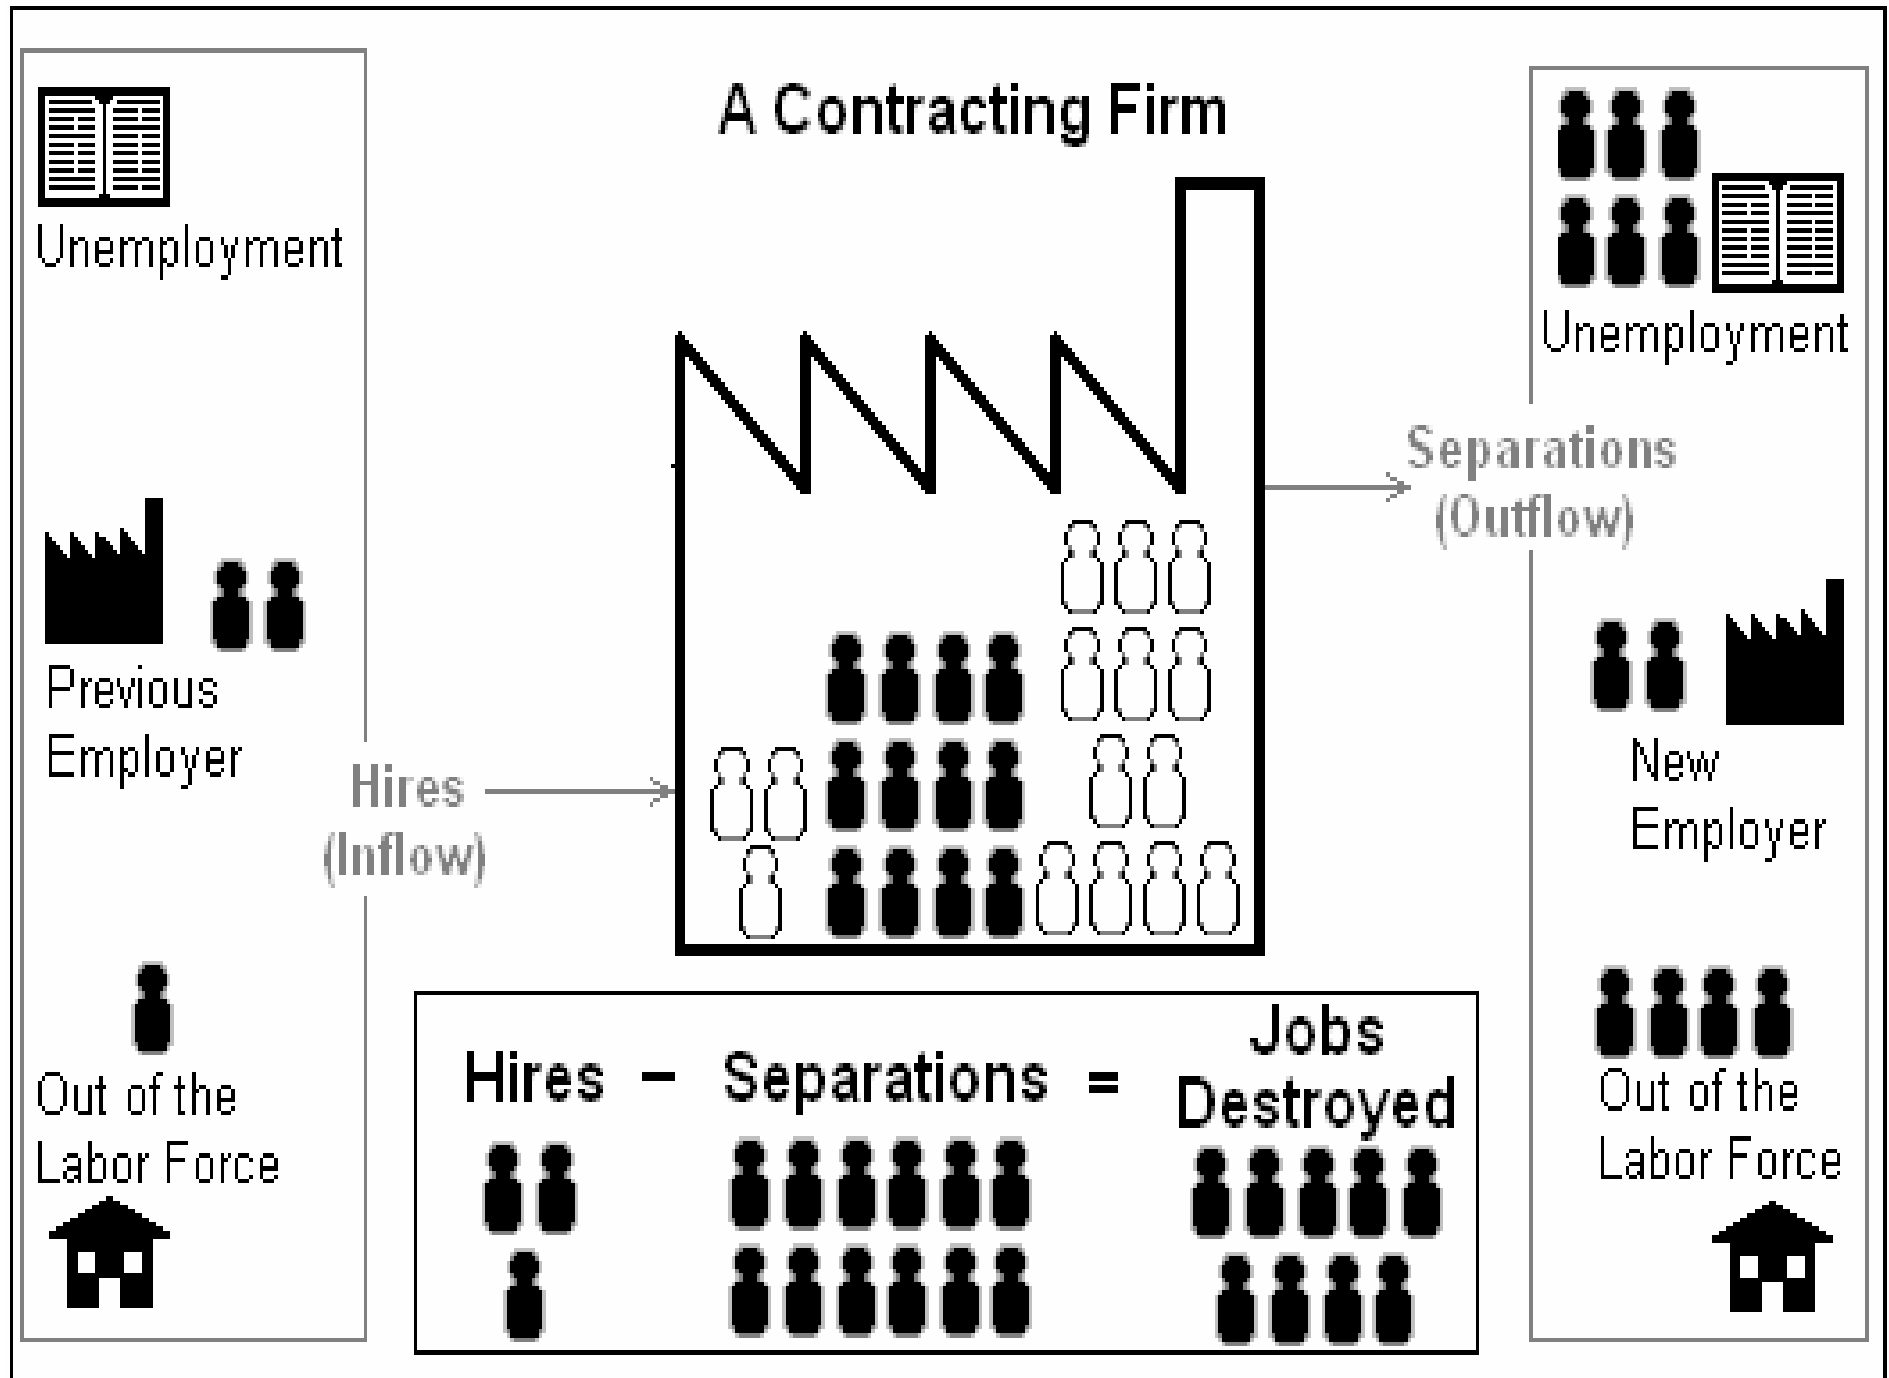 A Contracting Firm
Unemployment
Previous
Employer
Hires
(Inflow)
Out of the
Labor Force
Separations
(Outflow)
Unemployment
New
Employer
Out of the
Labor Force
Hires - Separations = Jobs
Destroyed